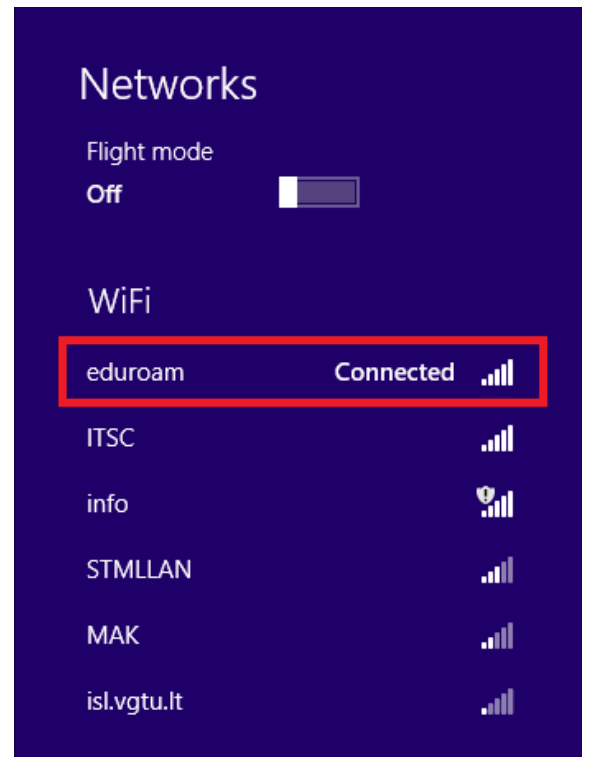 Networks
Flight mode
Off
WiFi
eduroam Connected
ITSC
info
STMLLAN
MAK
isl.vgtu.lt